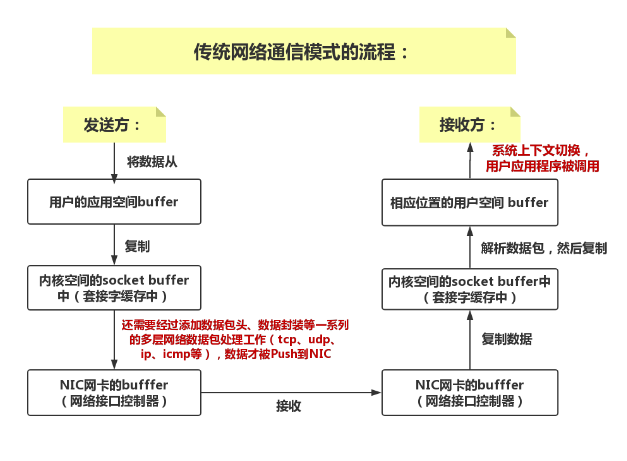 传统网络通信模式的流程：
发送方：
将数据从
用户的应用空间buffer
复制
内核空间的socket buffer
中（套接字缓存中）
还需要经过添加数据包头、数据封装等一系列
的多层网络数据包处理工作（tcp、udp、
ip、icmp等），数据才被Push到NIC
NIC网卡的bufffer
（网络接口控制器）
接收
接收方：
系统上下文切换，
用户应用程序被调用
相应位置的用户空间 buffer
解析数据包，然后复制
内核空间的socket buffer中
（套接字缓存中）
复制数据
NIC网卡的bufffer
（网络接口控制器）